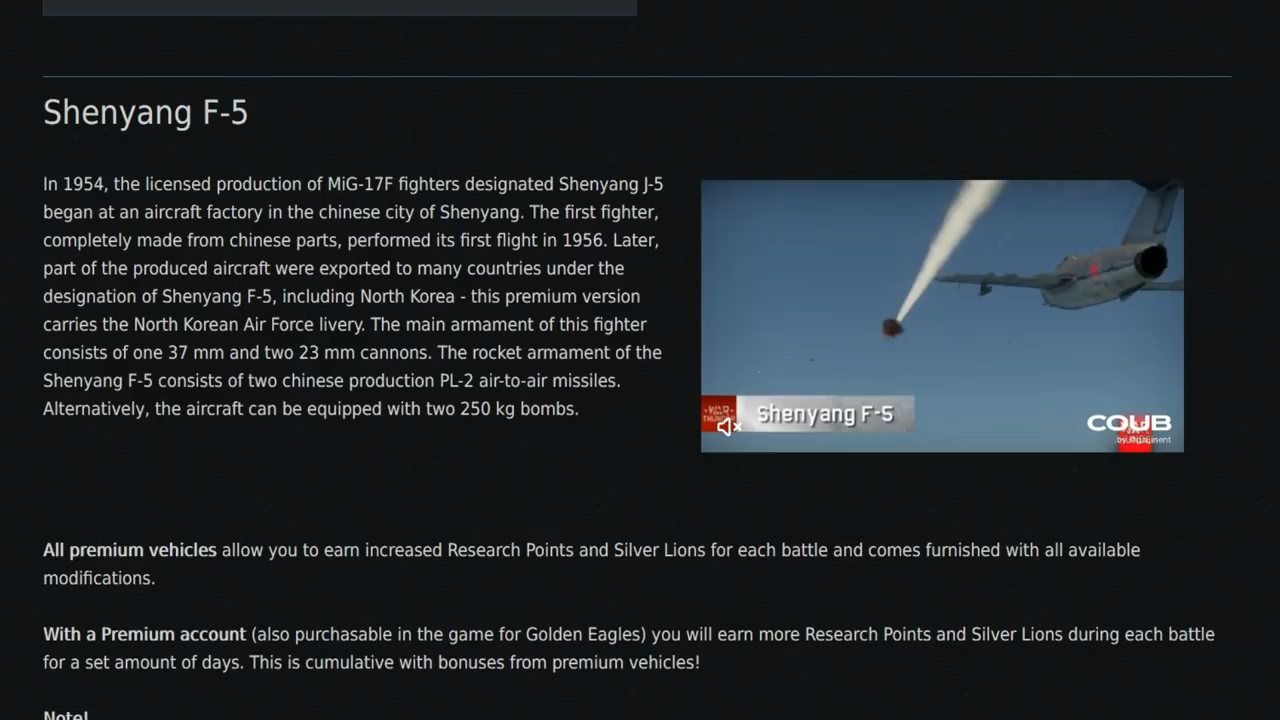 Shenyang F-5
In 1954, the licensed production of MiG-17F fighters designated Shenyang J-5
began at an aircraft factory in the chinese city of Shenyang. The first fighter,
completely made from chinese parts, performed its first flight in 1956. Later,
part of the produced aircraft were exported to many countries under the
designation of Shenyang F-5, including North Korea - this premium version
carries the North Korean Air Force livery. The main armament of this fighter
consists of one 37 mm and two 23 mm cannons. The rocket armament of the
Shenyang F-5 consists of two chinese production PL-2 air-to-air missiles.
Alternatively, the aircraft can be equipped with two 250 kg bombs.
WAR
THUNDER
Shenyang F-5
COUB
All premium vehicles allow you to earn increased Research Points and Silver Lions for each battle and comes furnished with all available
modifications.
With a Premium account (also purchasable in the game for Golden Eagles) you will earn more Research Points and Silver Lions during each battle
for a set amount of days. This is cumulative with bonuses from premium vehicles!
Note!